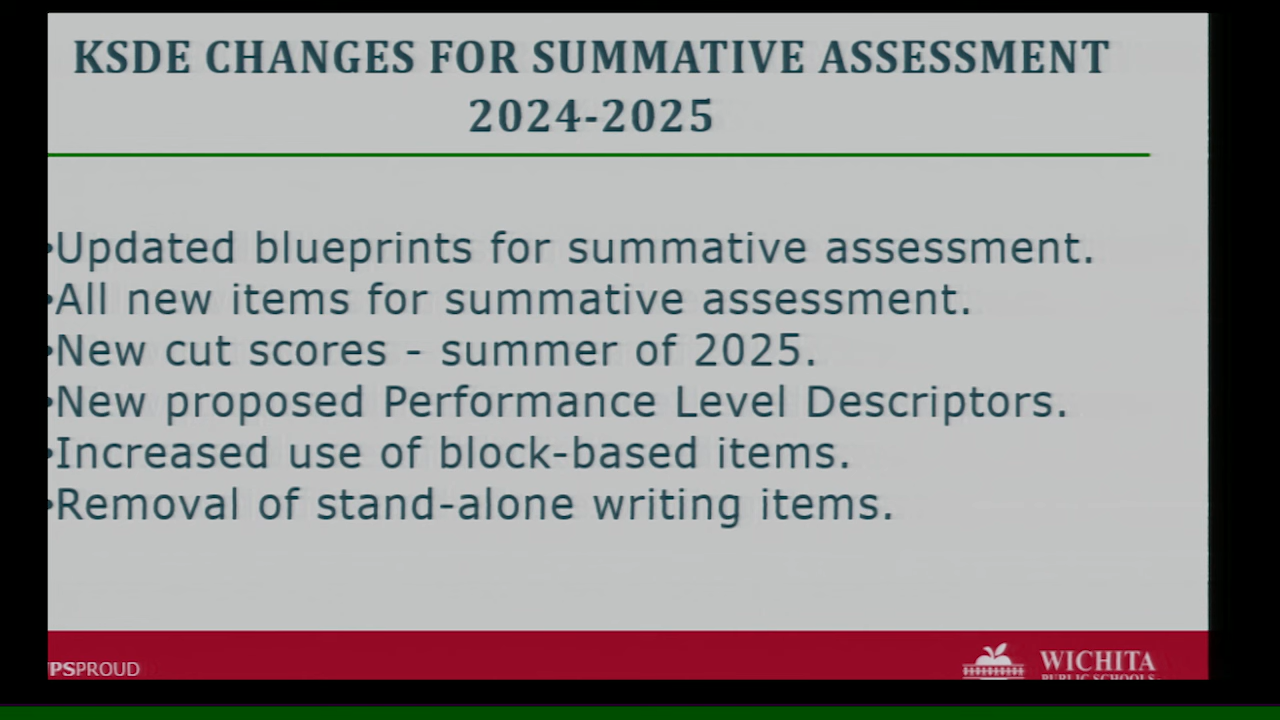 KSDE CHANGES FOR SUMMATIVE ASSESSMENT
2024-2025
•Updated blueprints for summative assessment.
•All new items for summative assessment.
•New cut scores - summer of 2025.
•New proposed Performance Level Descriptors.
•Increased use of block-based items.
•Removal of stand-alone writing items.
PSPROUD
WICHITA
PUBLIC SCHOOLS